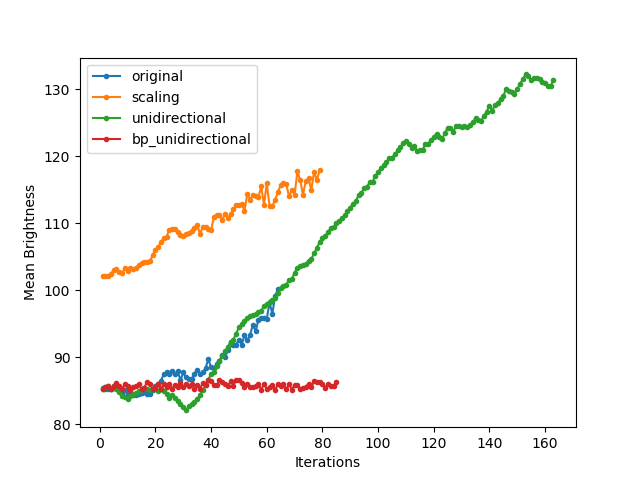 original
scaling
unidirectional
bp_unidirectional
130
120
110
100
90
80
Mean Brightness
0 20 40 60 80 100 120 140 160
Iterations